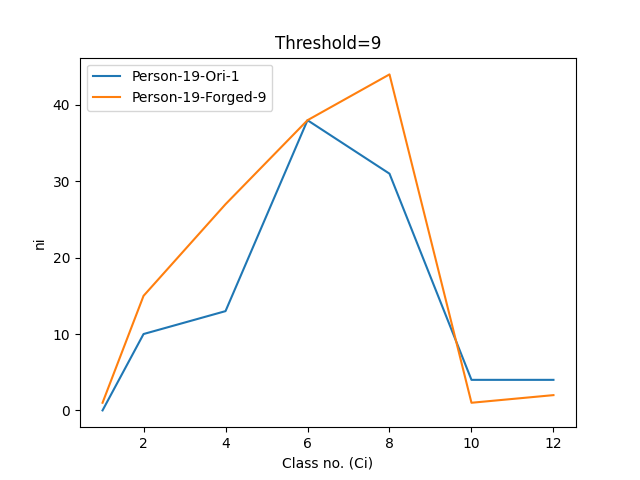 Threshold=9
Person-19-Ori-1
Person-19-Forged-9
40
30
20
10
0
ni
2 4 6 8 10 12
Class no. (Ci)